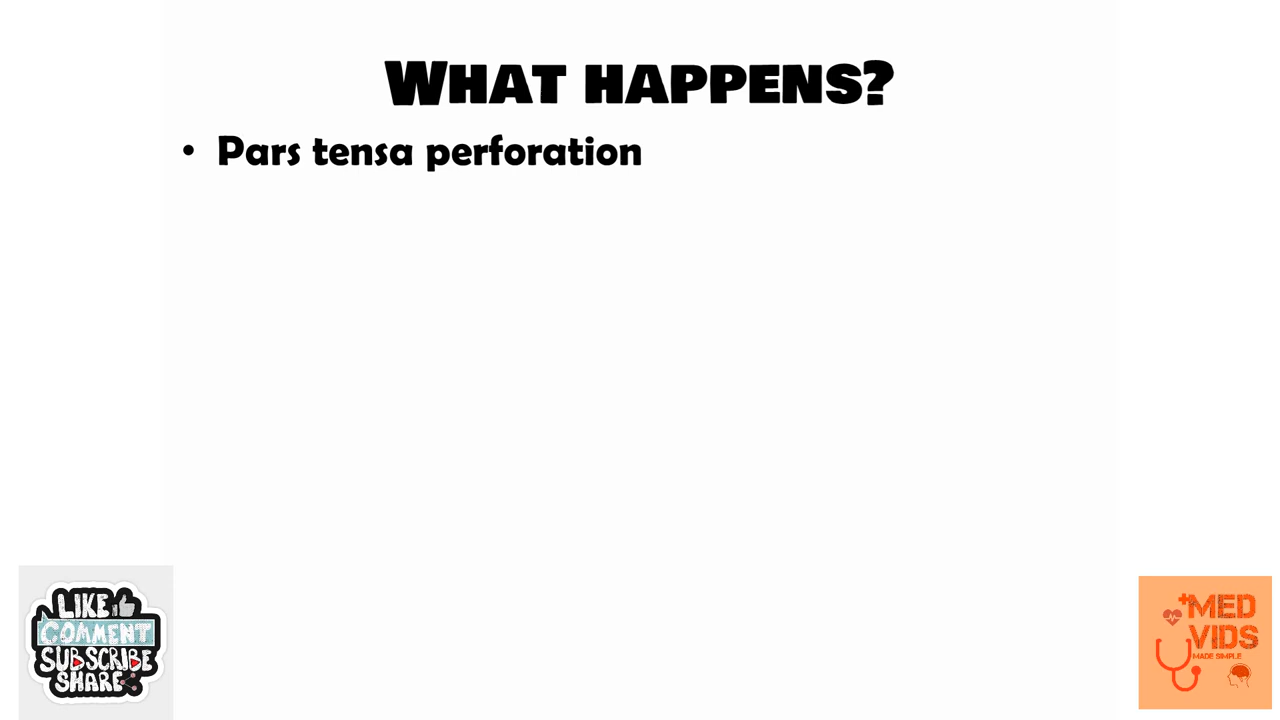 WHAT HAPPENS?
• Pars tensa perforation
LIKE
COMMENT
SUBSCRIBE
SHARE
MED
VIDS
MADE SIMPLE